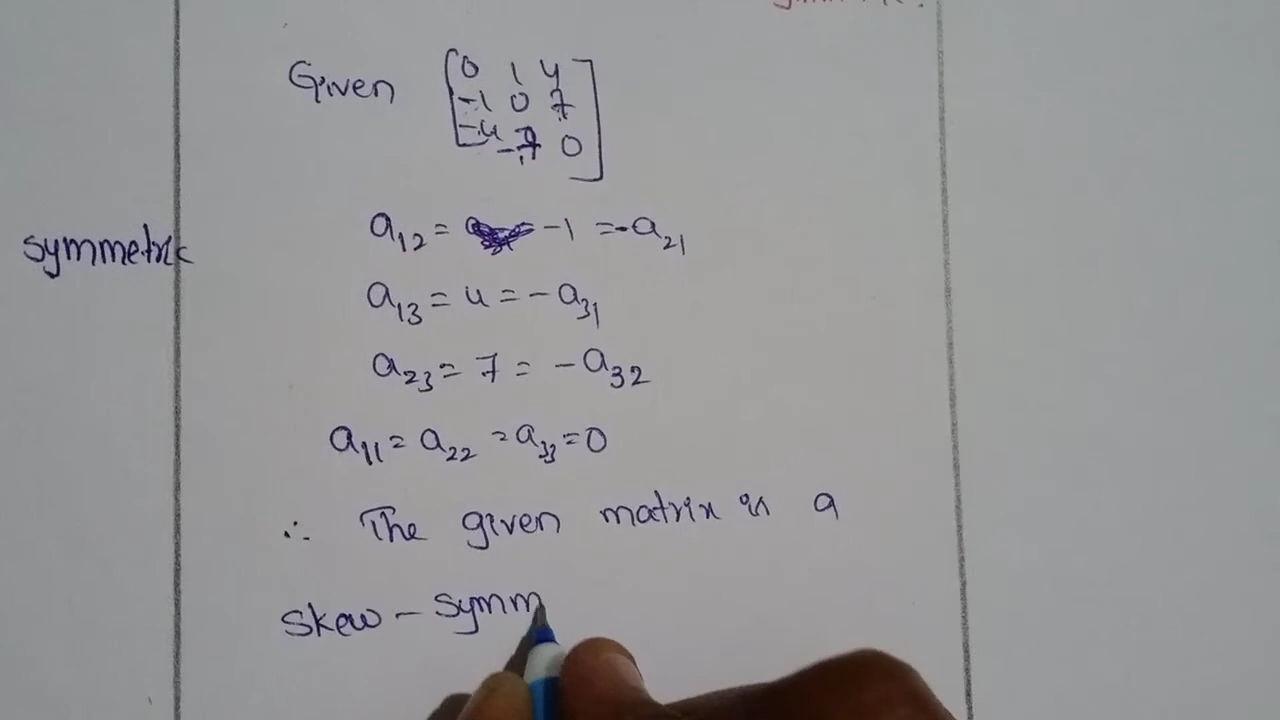 Given [0 1 4
-1 0 7
-4 -7 0]
symmetric
a12 = -1 = -a21
a13 = 4 = -a31
a23 = 7 = -a32
a11 = a22 = a33 = 0
∴ The given matrix is a
Skew - Symm